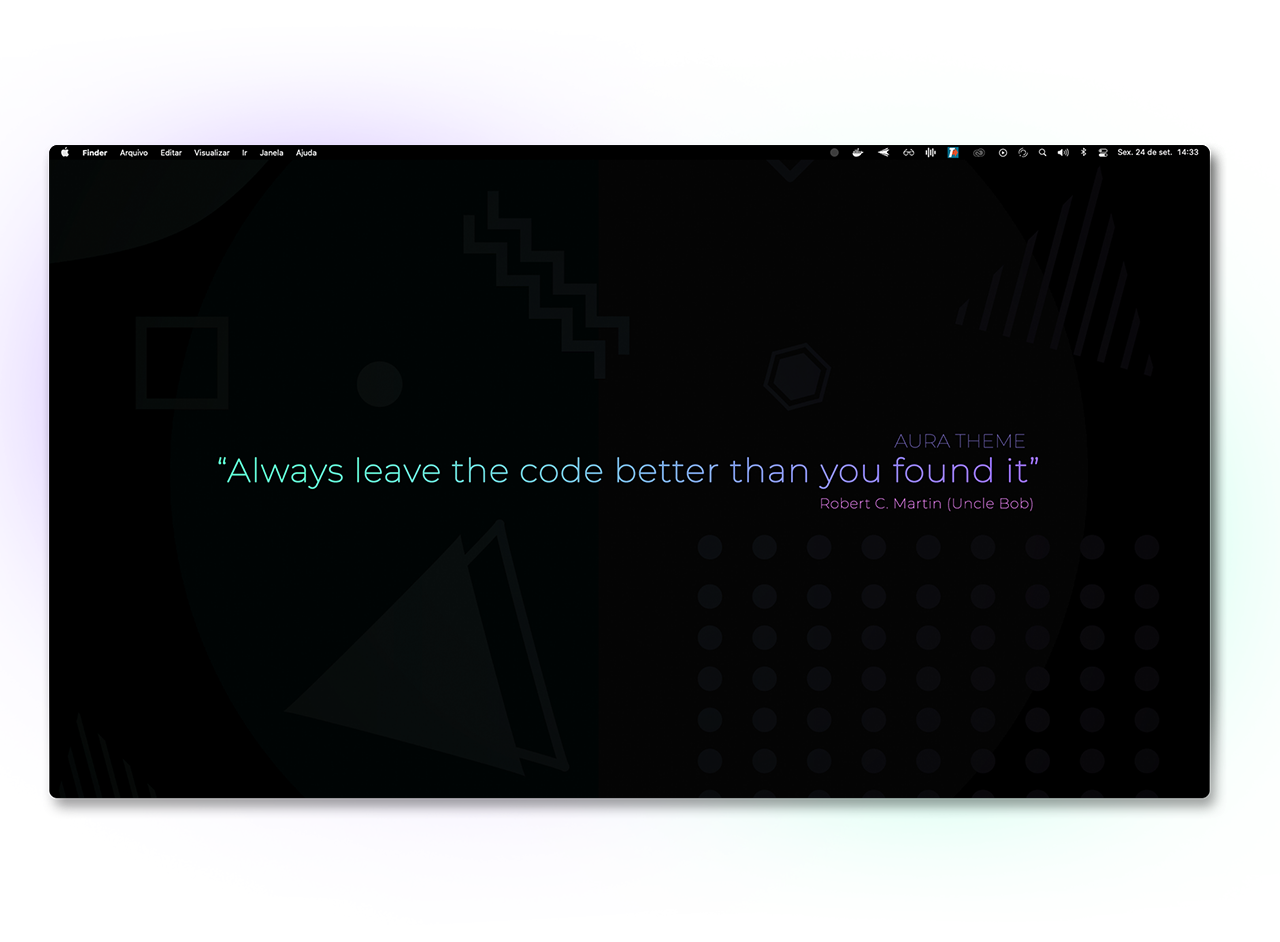 Finder Arquivo Editar Visualizar Ir Janela Ajuda Sex. 24 de set. 14:33
AURA THEME
“Always leave the code better than you found it”
Robert C. Martin (Uncle Bob)